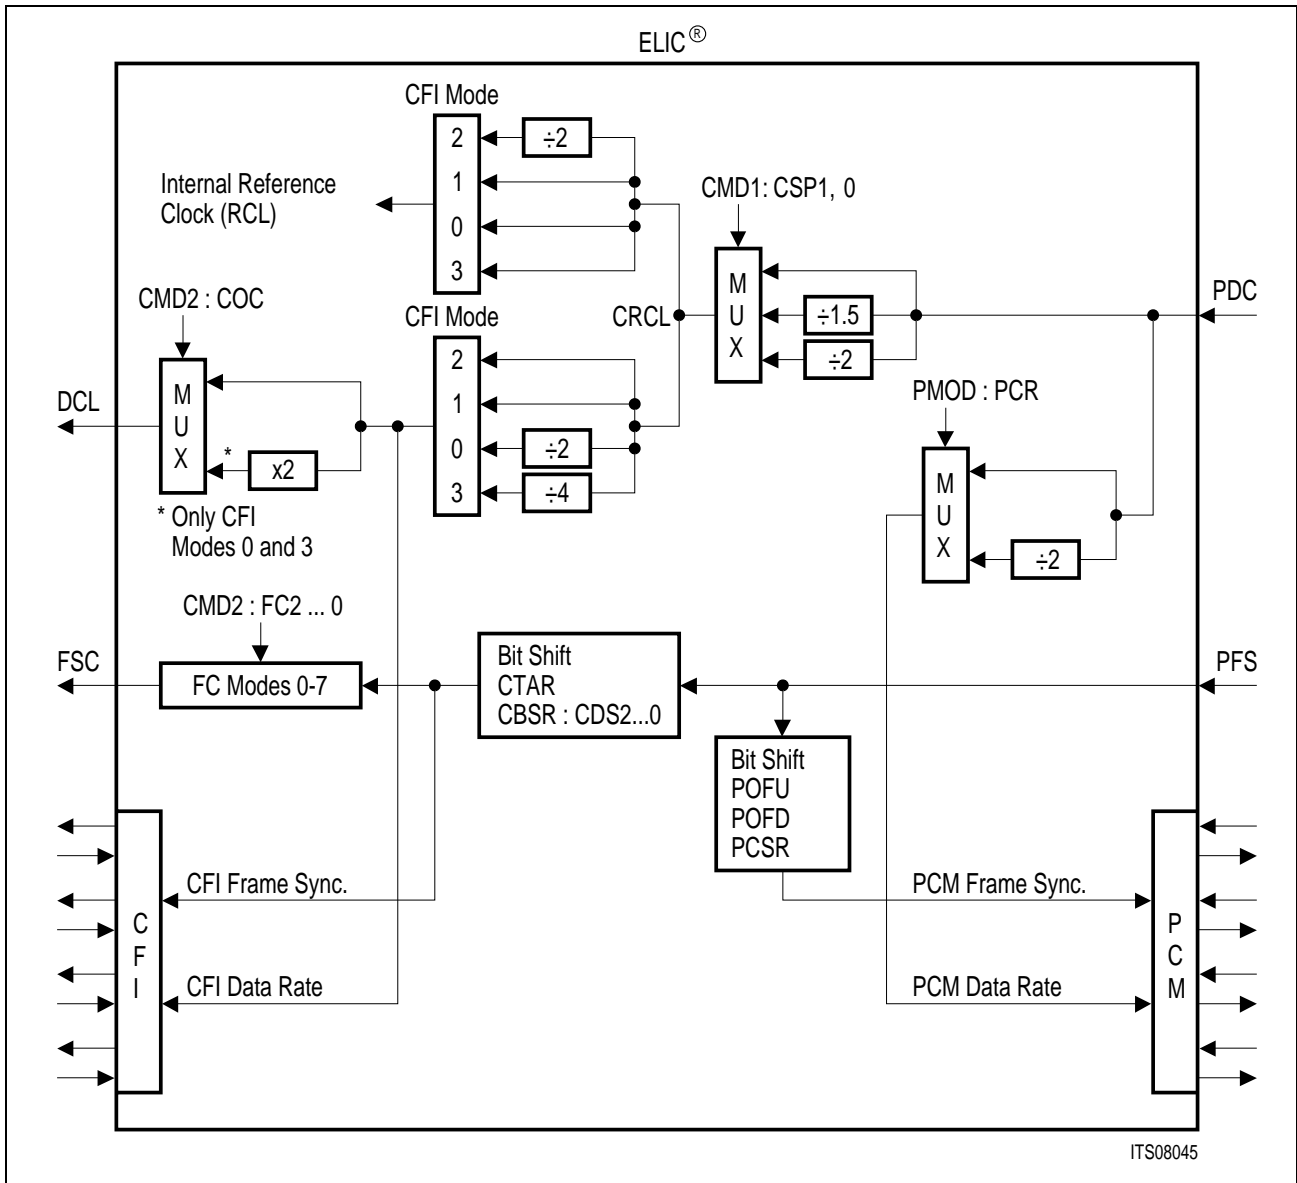 ELIC®
CFI Mode
2
÷2
1
0
3
Internal Reference
Clock (RCL)
CMD1: CSP1, 0
M
U
X
÷1.5
÷2
PDC
CRCL
CMD2 : COC
CFI Mode
2
1
0
÷2
3
÷4
DCL
M
U
X
*
x2
* Only CFI
Modes 0 and 3
PMOD : PCR
M
U
X
÷2
CMD2 : FC2 ... 0
FSC
FC Modes 0-7
Bit Shift
CTAR
CBSR : CDS2...0
PFS
Bit Shift
POFU
POFD
PCSR
CFI Frame Sync.
PCM Frame Sync.
C
F
I
P
C
M
CFI Data Rate
PCM Data Rate
ITS08045